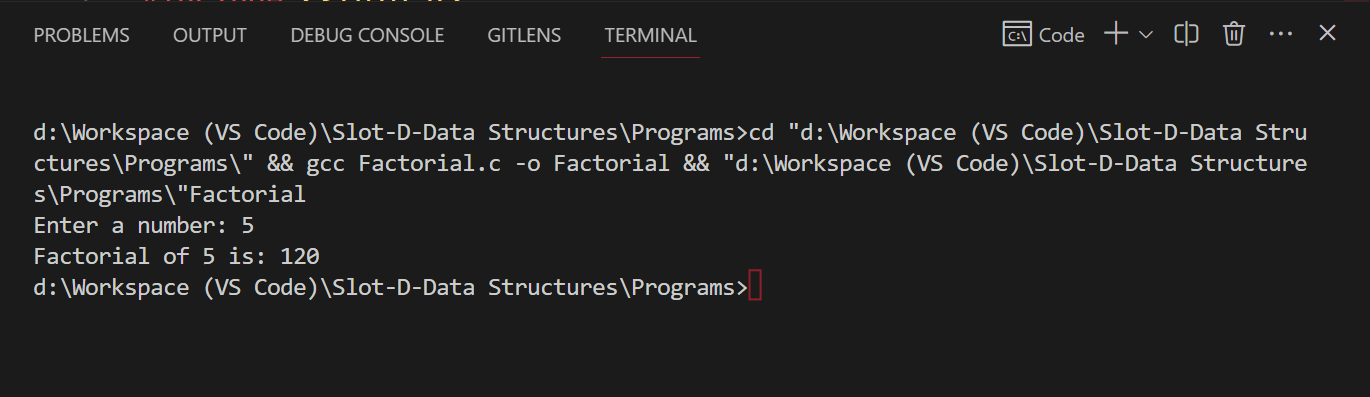 PROBLEMS OUTPUT DEBUG CONSOLE GITLENS TERMINAL Code
d:\Workspace (VS Code)\Slot-D-Data Structures\Programs>cd "d:\Workspace (VS Code)\Slot-D-Data Stru
ctures\Programs\" && gcc Factorial.c -o Factorial && "d:\Workspace (VS Code)\Slot-D-Data Structure
s\Programs\"Factorial
Enter a number: 5
Factorial of 5 is: 120
d:\Workspace (VS Code)\Slot-D-Data Structures\Programs>